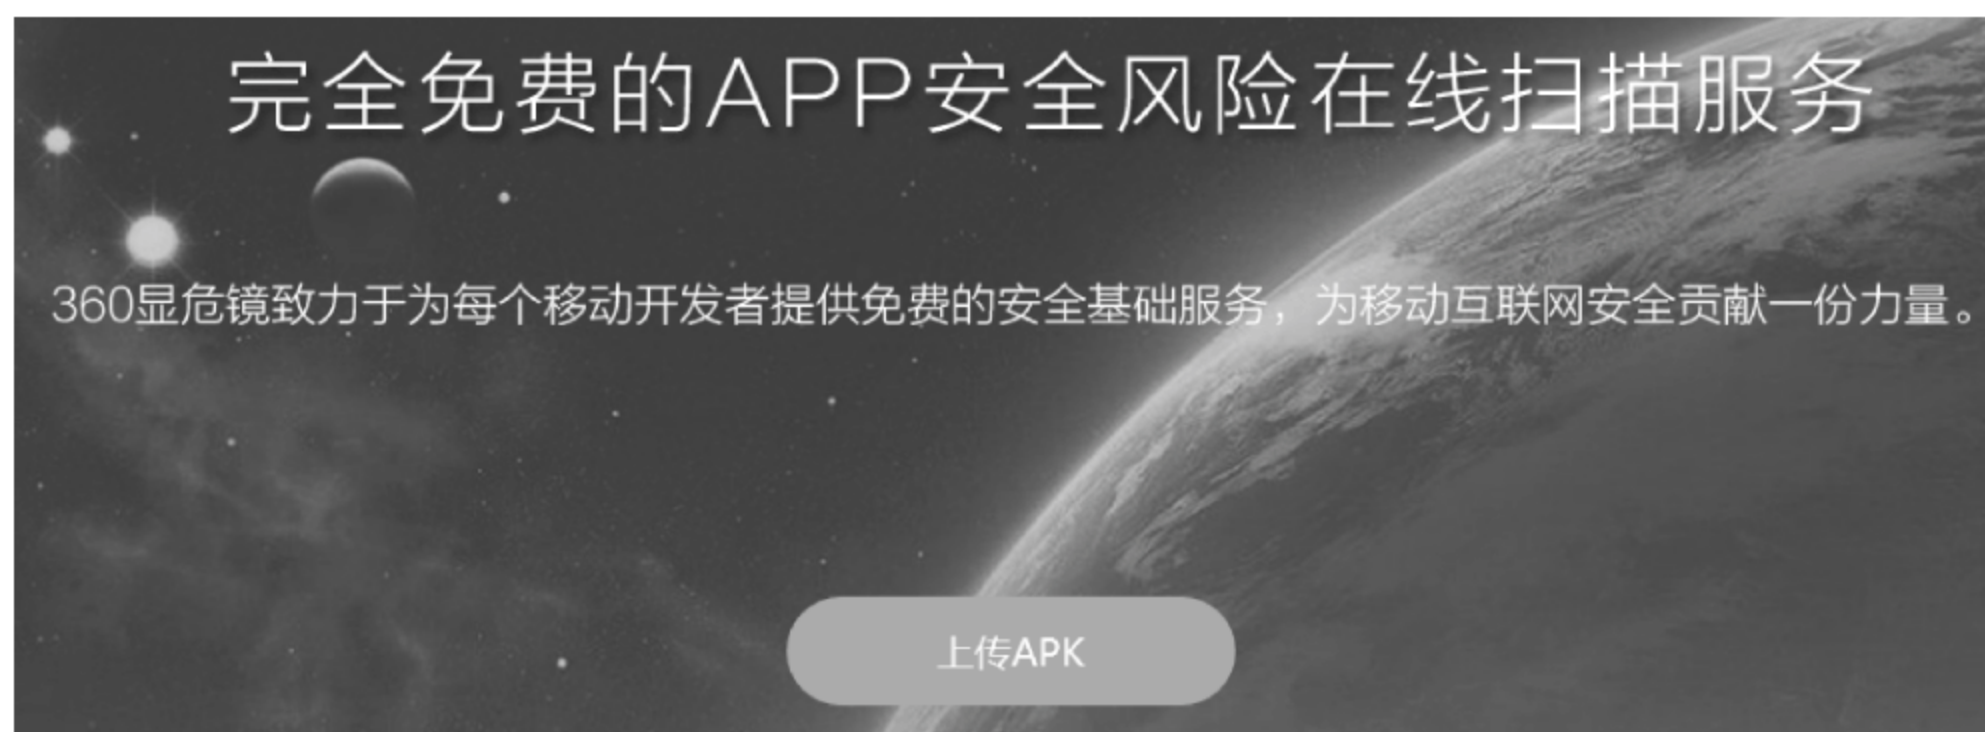 完全免费的APP安全风险在线扫描服务
360显危镜致力于为每个移动开发者提供免费的安全基础服务，为移动互联网安全贡献一份力量。
上传APK